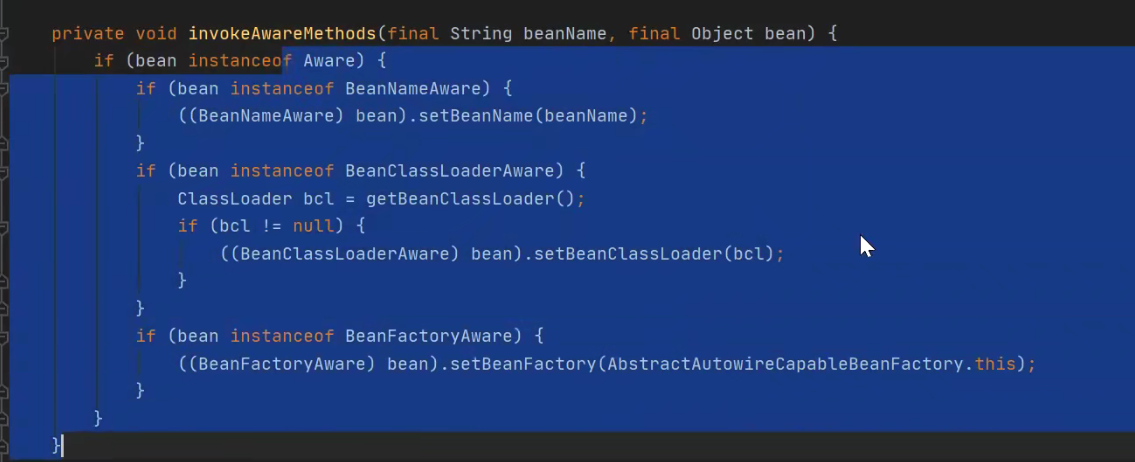 private void invokeAwareMethods(final String beanName, final Object bean) {
if (bean instanceof Aware) {
if (bean instanceof BeanNameAware) {
((BeanNameAware) bean).setBeanName(beanName);
}
if (bean instanceof BeanClassLoaderAware) {
ClassLoader bcl = getBeanClassLoader();
if (bcl != null) {
((BeanClassLoaderAware) bean).setBeanClassLoader(bcl);
}
}
if (bean instanceof BeanFactoryAware) {
((BeanFactoryAware) bean).setBeanFactory(AbstractAutowireCapableBeanFactory.this);
}
}
}